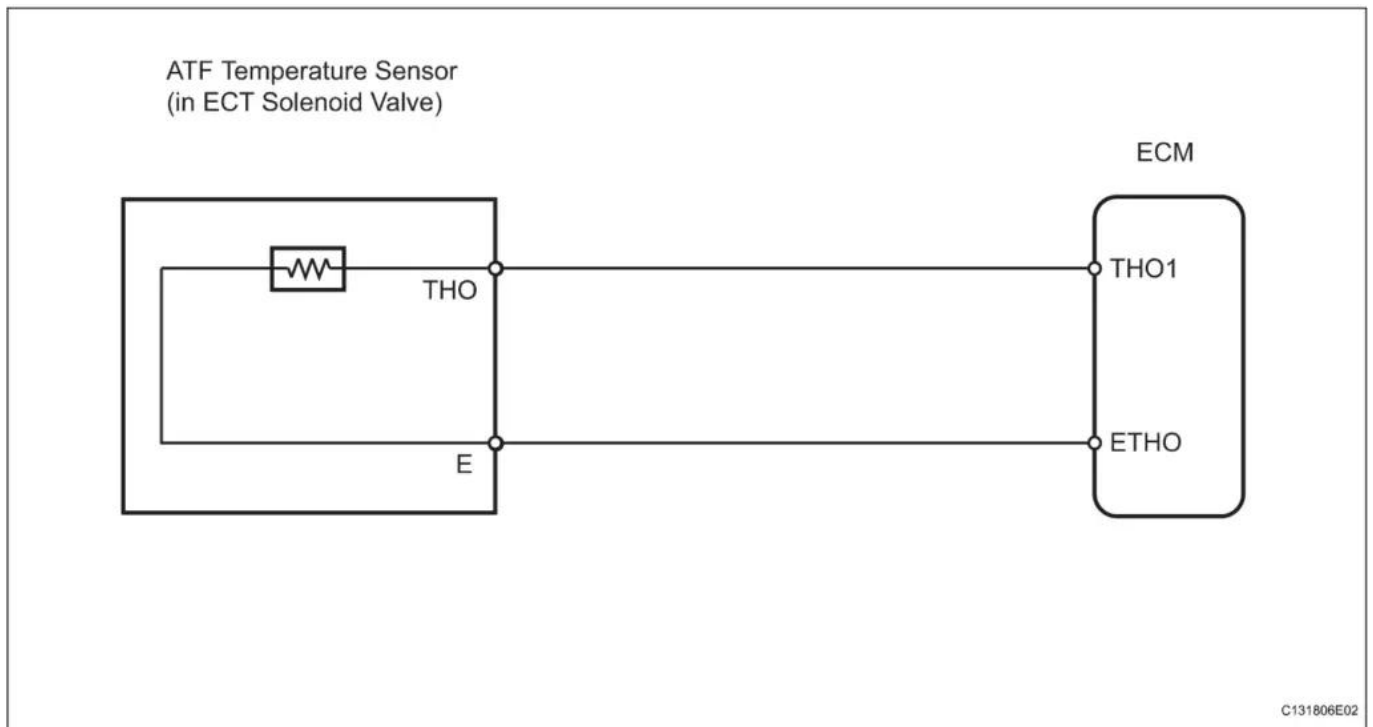 ATF Temperature Sensor
(in ECT Solenoid Valve)
ECM
THO
THO1
E
ETHO
C131806E02